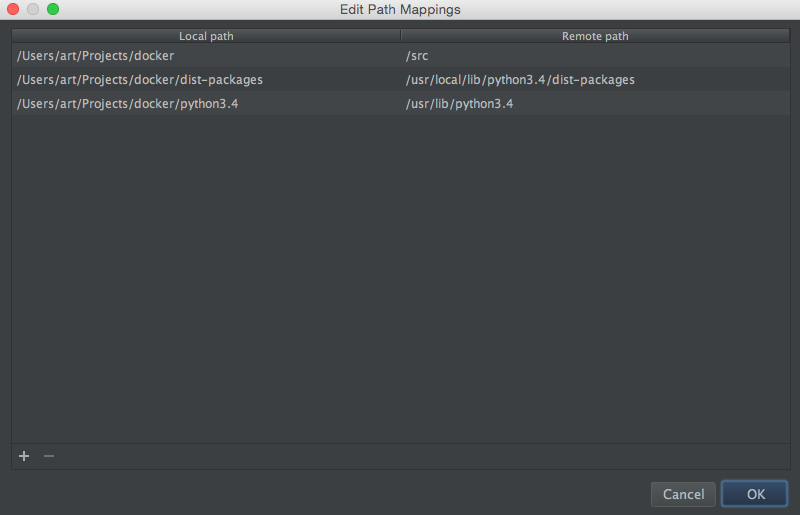 Edit Path Mappings
Local path Remote path
/Users/art/Projects/docker /src
/Users/art/Projects/docker/dist-packages /usr/local/lib/python3.4/dist-packages
/Users/art/Projects/docker/python3.4 /usr/lib/python3.4
Cancel OK